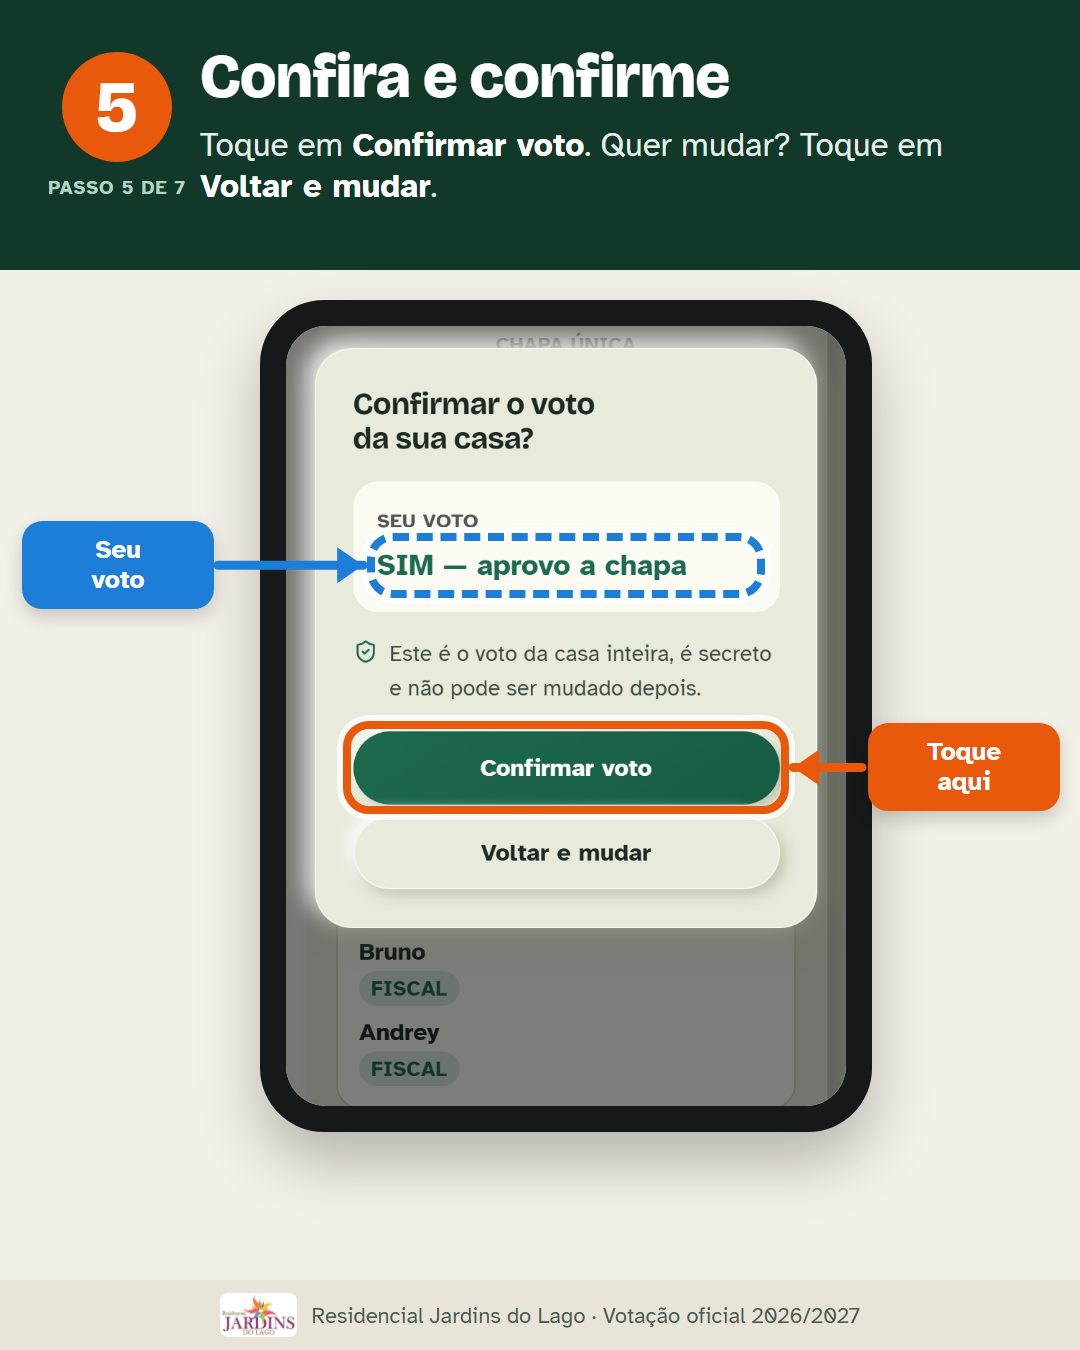 5
PASSO 5 DE 7
Confira e confirme
Toque em Confirmar voto. Quer mudar? Toque em
Voltar e mudar.
CHAPA ÚNICA
Confirmar o voto
da sua casa?
SEU VOTO
SIM — aprovo a chapa
Seu
voto
Este é o voto da casa inteira, é secreto
e não pode ser mudado depois.
Confirmar voto
Toque
aqui
Voltar e mudar
Bruno
FISCAL
Andrey
FISCAL
Residencial
JARDINS
DO LAGO
Residencial Jardins do Lago · Votação oficial 2026/2027